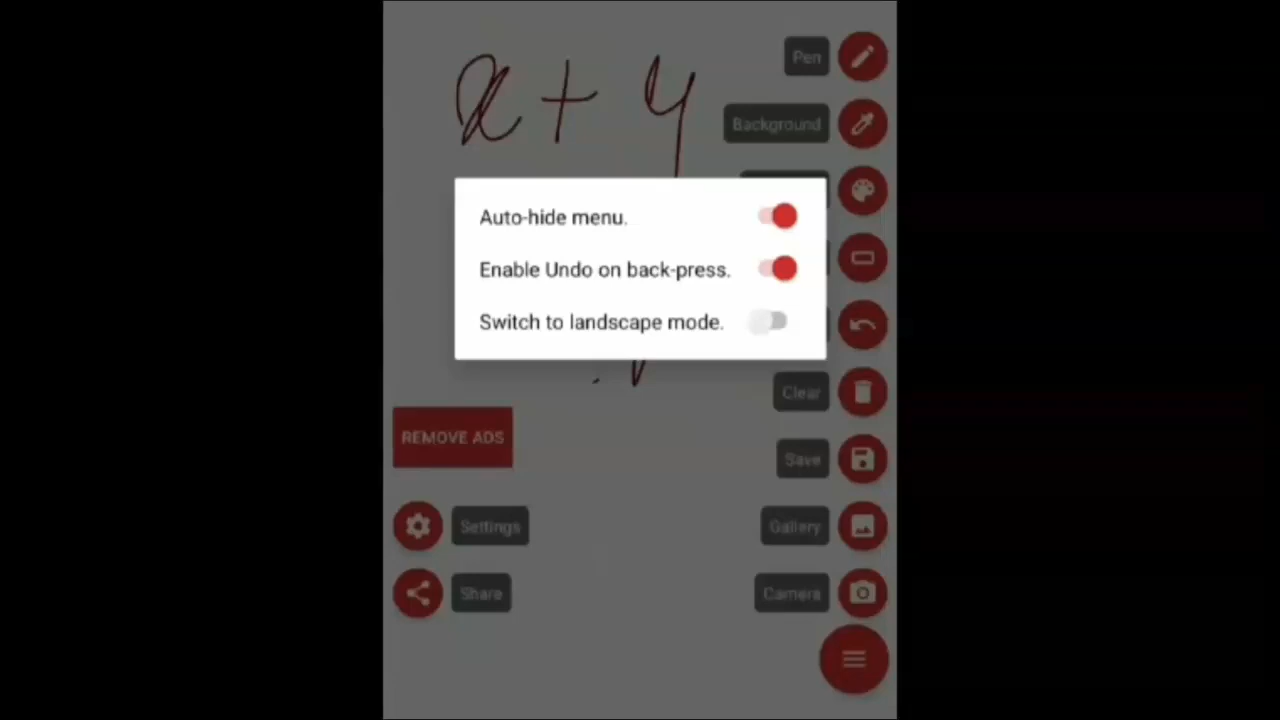 x + y
Pen
Background
Auto-hide menu.
Enable Undo on back-press.
Switch to landscape mode.
Clear
REMOVE ADS
Save
Settings
Gallery
Share
Camera